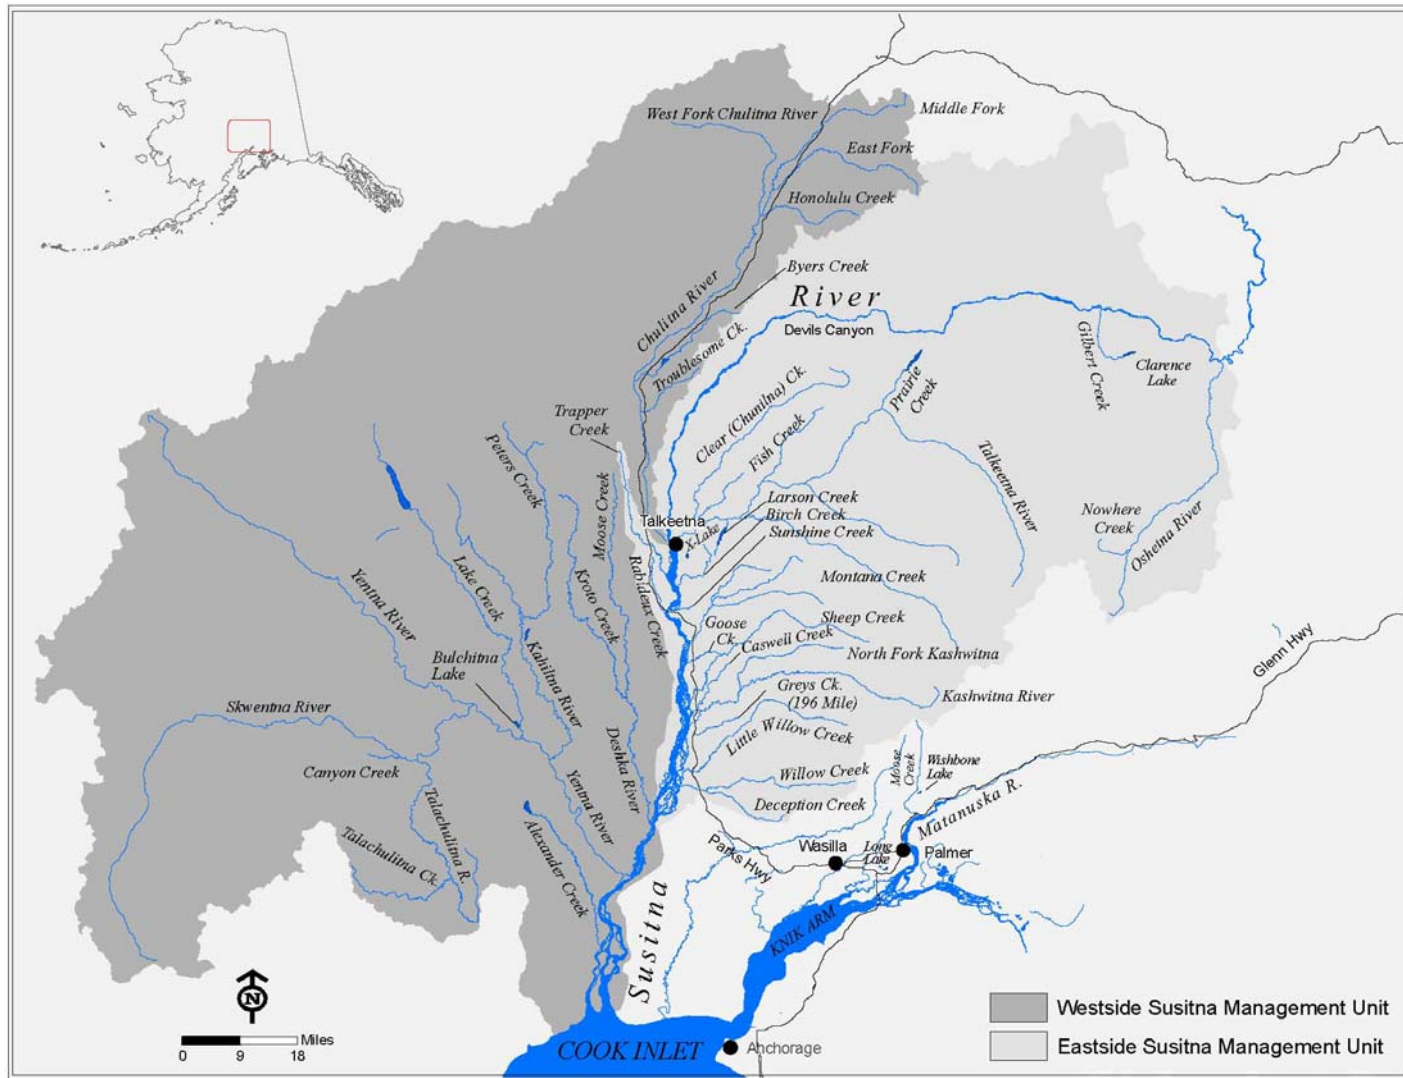 West Fork Chulitna River
Middle Fork
East Fork
Honolulu Creek
Byers Creek
River
Devils Canyon
Chulitna River
Troublesome Ck.
Gilbert Creek
Clarence
Lake
Prairie
Creek
Clear (Chunilna) Ck.
Fish Creek
Trapper
Creek
Peters Creek
Moose Creek
Talkeetna River
Larson Creek
Birch Creek
Sunshine Creek
Talkeetna
X-Lake
Nowhere
Creek
Oshetna River
Yentna River
Lake Creek
Kroto Creek
Rabideux Creek
Montana Creek
Goose
Ck.
Sheep Creek
Caswell Creek
North Fork Kashwitna
Glenn Hwy
Bulchitna
Lake
Kahiltna River
Greys Ck.
(196 Mile)
Kashwitna River
Skwentna River
Little Willow Creek
Deshka River
Canyon Creek
Willow Creek
Moose
Creek
Wishbone
Lake
Yentna River
Deception Creek
Matanuska R.
Talachulitna R.
Talachulitna Ck.
Alexander Creek
Parks Hwy
Wasilla
Long
Lake
Palmer
Susitna
KNIK ARM
N
Miles
0 9 18
COOK INLET
Anchorage
Westside Susitna Management Unit
Eastside Susitna Management Unit